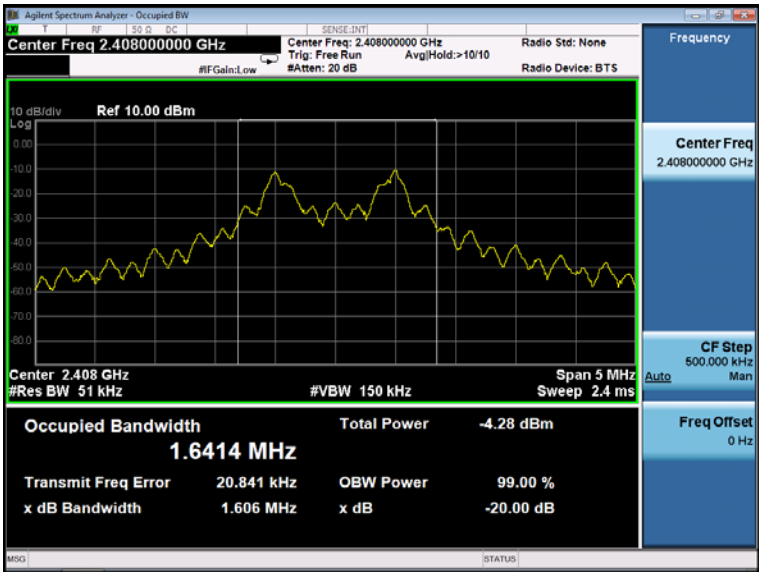 Agilent Spectrum Analyzer - Occupied BW
LXI T RF 50 Ω DC SENSE:INT
Center Freq 2.408000000 GHz
Center Freq: 2.408000000 GHz Radio Std: None
Trig: Free Run Avg|Hold:>10/10
#IFGain:Low #Atten: 20 dB Radio Device: BTS
10 dB/div Ref 10.00 dBm
Log
0.00
-10.0
-20.0
-30.0
-40.0
-50.0
-60.0
-70.0
-80.0
Center 2.408 GHz Span 5 MHz
#Res BW 51 kHz #VBW 150 kHz Sweep 2.4 ms
Occupied Bandwidth Total Power -4.28 dBm
1.6414 MHz
Transmit Freq Error 20.841 kHz OBW Power 99.00 %
x dB Bandwidth 1.606 MHz x dB -20.00 dB
MSG STATUS
Frequency
Center Freq
2.408000000 GHz
CF Step
500.000 kHz
Auto Man
Freq Offset
0 Hz